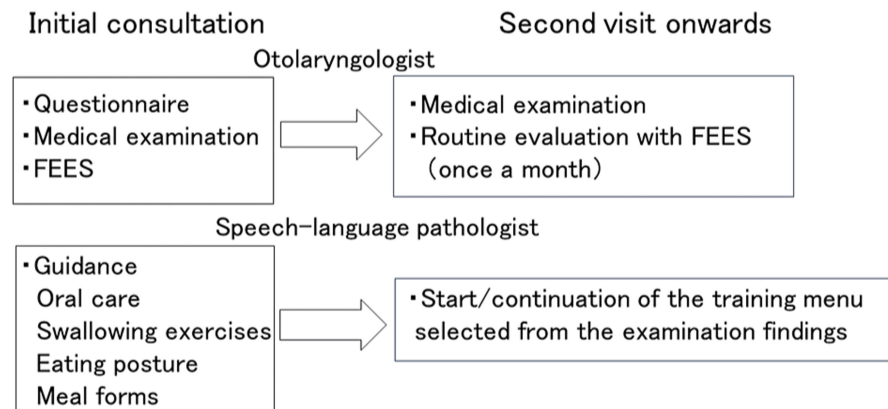 Initial consultation
Second visit onwards
Otolaryngologist
・Questionnaire
・Medical examination
・FEES
・Medical examination
・Routine evaluation with FEES
（once a month）
Speech-language pathologist
・Guidance
Oral care
Swallowing exercises
Eating posture
Meal forms
・Start/continuation of the training menu
selected from the examination findings